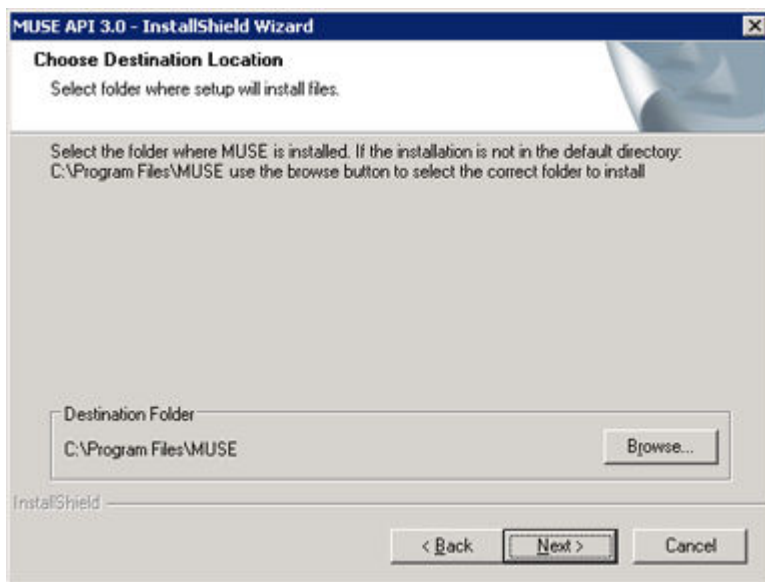 MUSE API 3.0 - InstallShield Wizard
Choose Destination Location
Select folder where setup will install files.
Select the folder where MUSE is installed. If the installation is not in the default directory:
C:\Program Files\MUSE use the browse button to select the correct folder to install
Destination Folder
C:\Program Files\MUSE
Browse...
InstallShield
< Back
Next >
Cancel